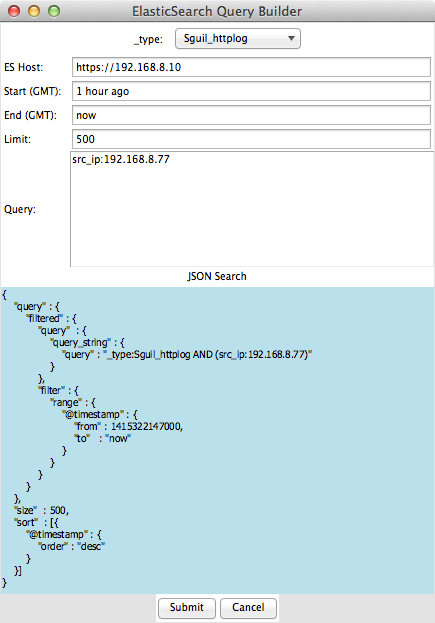 ElasticSearch Query Builder
_type: Sguil_httplog
ES Host: https://192.168.8.10
Start (GMT): 1 hour ago
End (GMT): now
Limit: 500
src_ip:192.168.8.77
Query:
JSON Search
{
"query" : {
"filtered" : {
"query"  : {
"query_string" : {
"query" : "_type:Sguil_httplog AND (src_ip:192.168.8.77)"
}
},
"filter" : {
"range" : {
"@timestamp" : {
"from" : 1415322147000,
"to"   : "now"
}
}
}
}
},
"size"  : 500,
"sort"  : [{
"@timestamp" : {
"order" : "desc"
}
}]
}
Submit Cancel